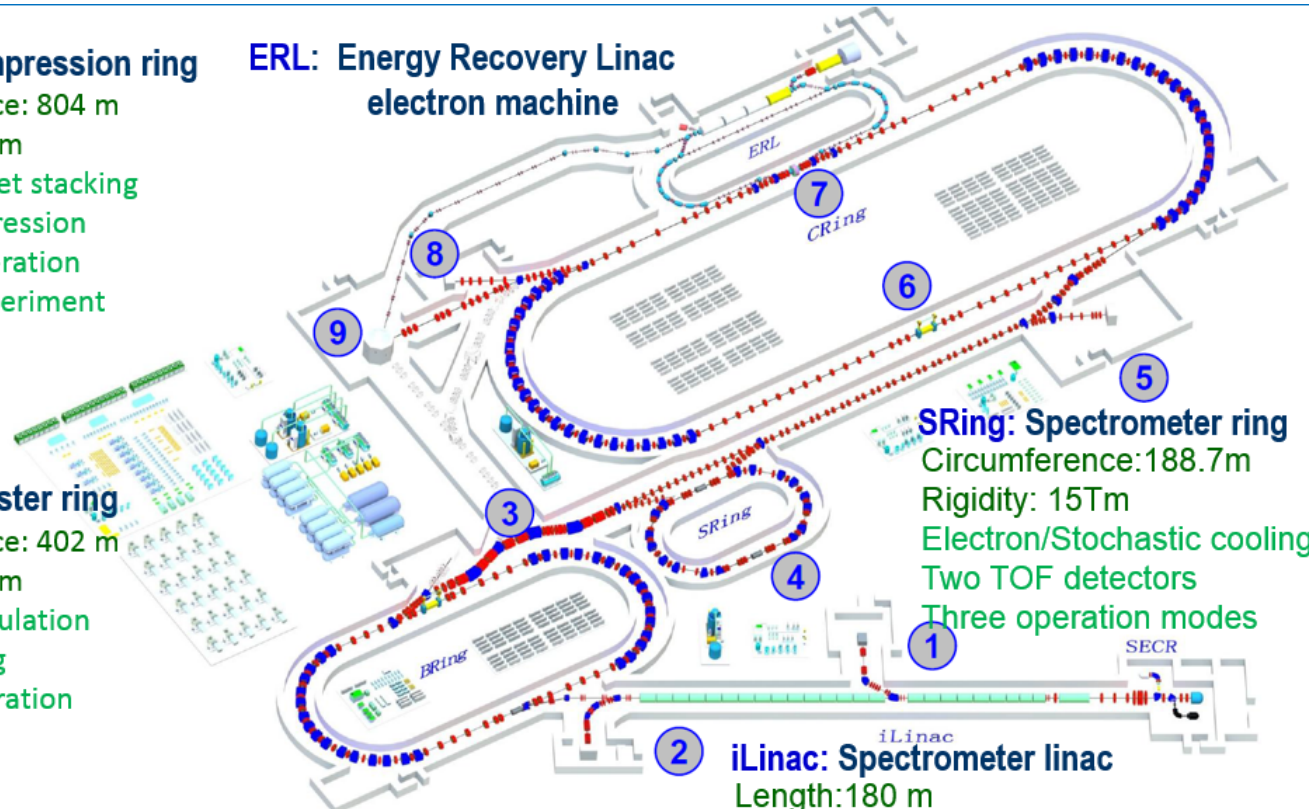 mpression ring
ce: 804 m
m
et stacking
ression
ration
eriment
ERL: Energy Recovery Linac
electron machine
ERL
7
CRing
8
6
9
5
SRing: Spectrometer ring
Circumference:188.7m
Rigidity: 15Tm
Electron/Stochastic cooling
Two TOF detectors
Three operation modes
ster ring
ce: 402 m
m
ulation
g
ration
3
SRing
4
BRing
1
SECR
iLinac
2
iLinac: Spectrometer linac
Length:180 m